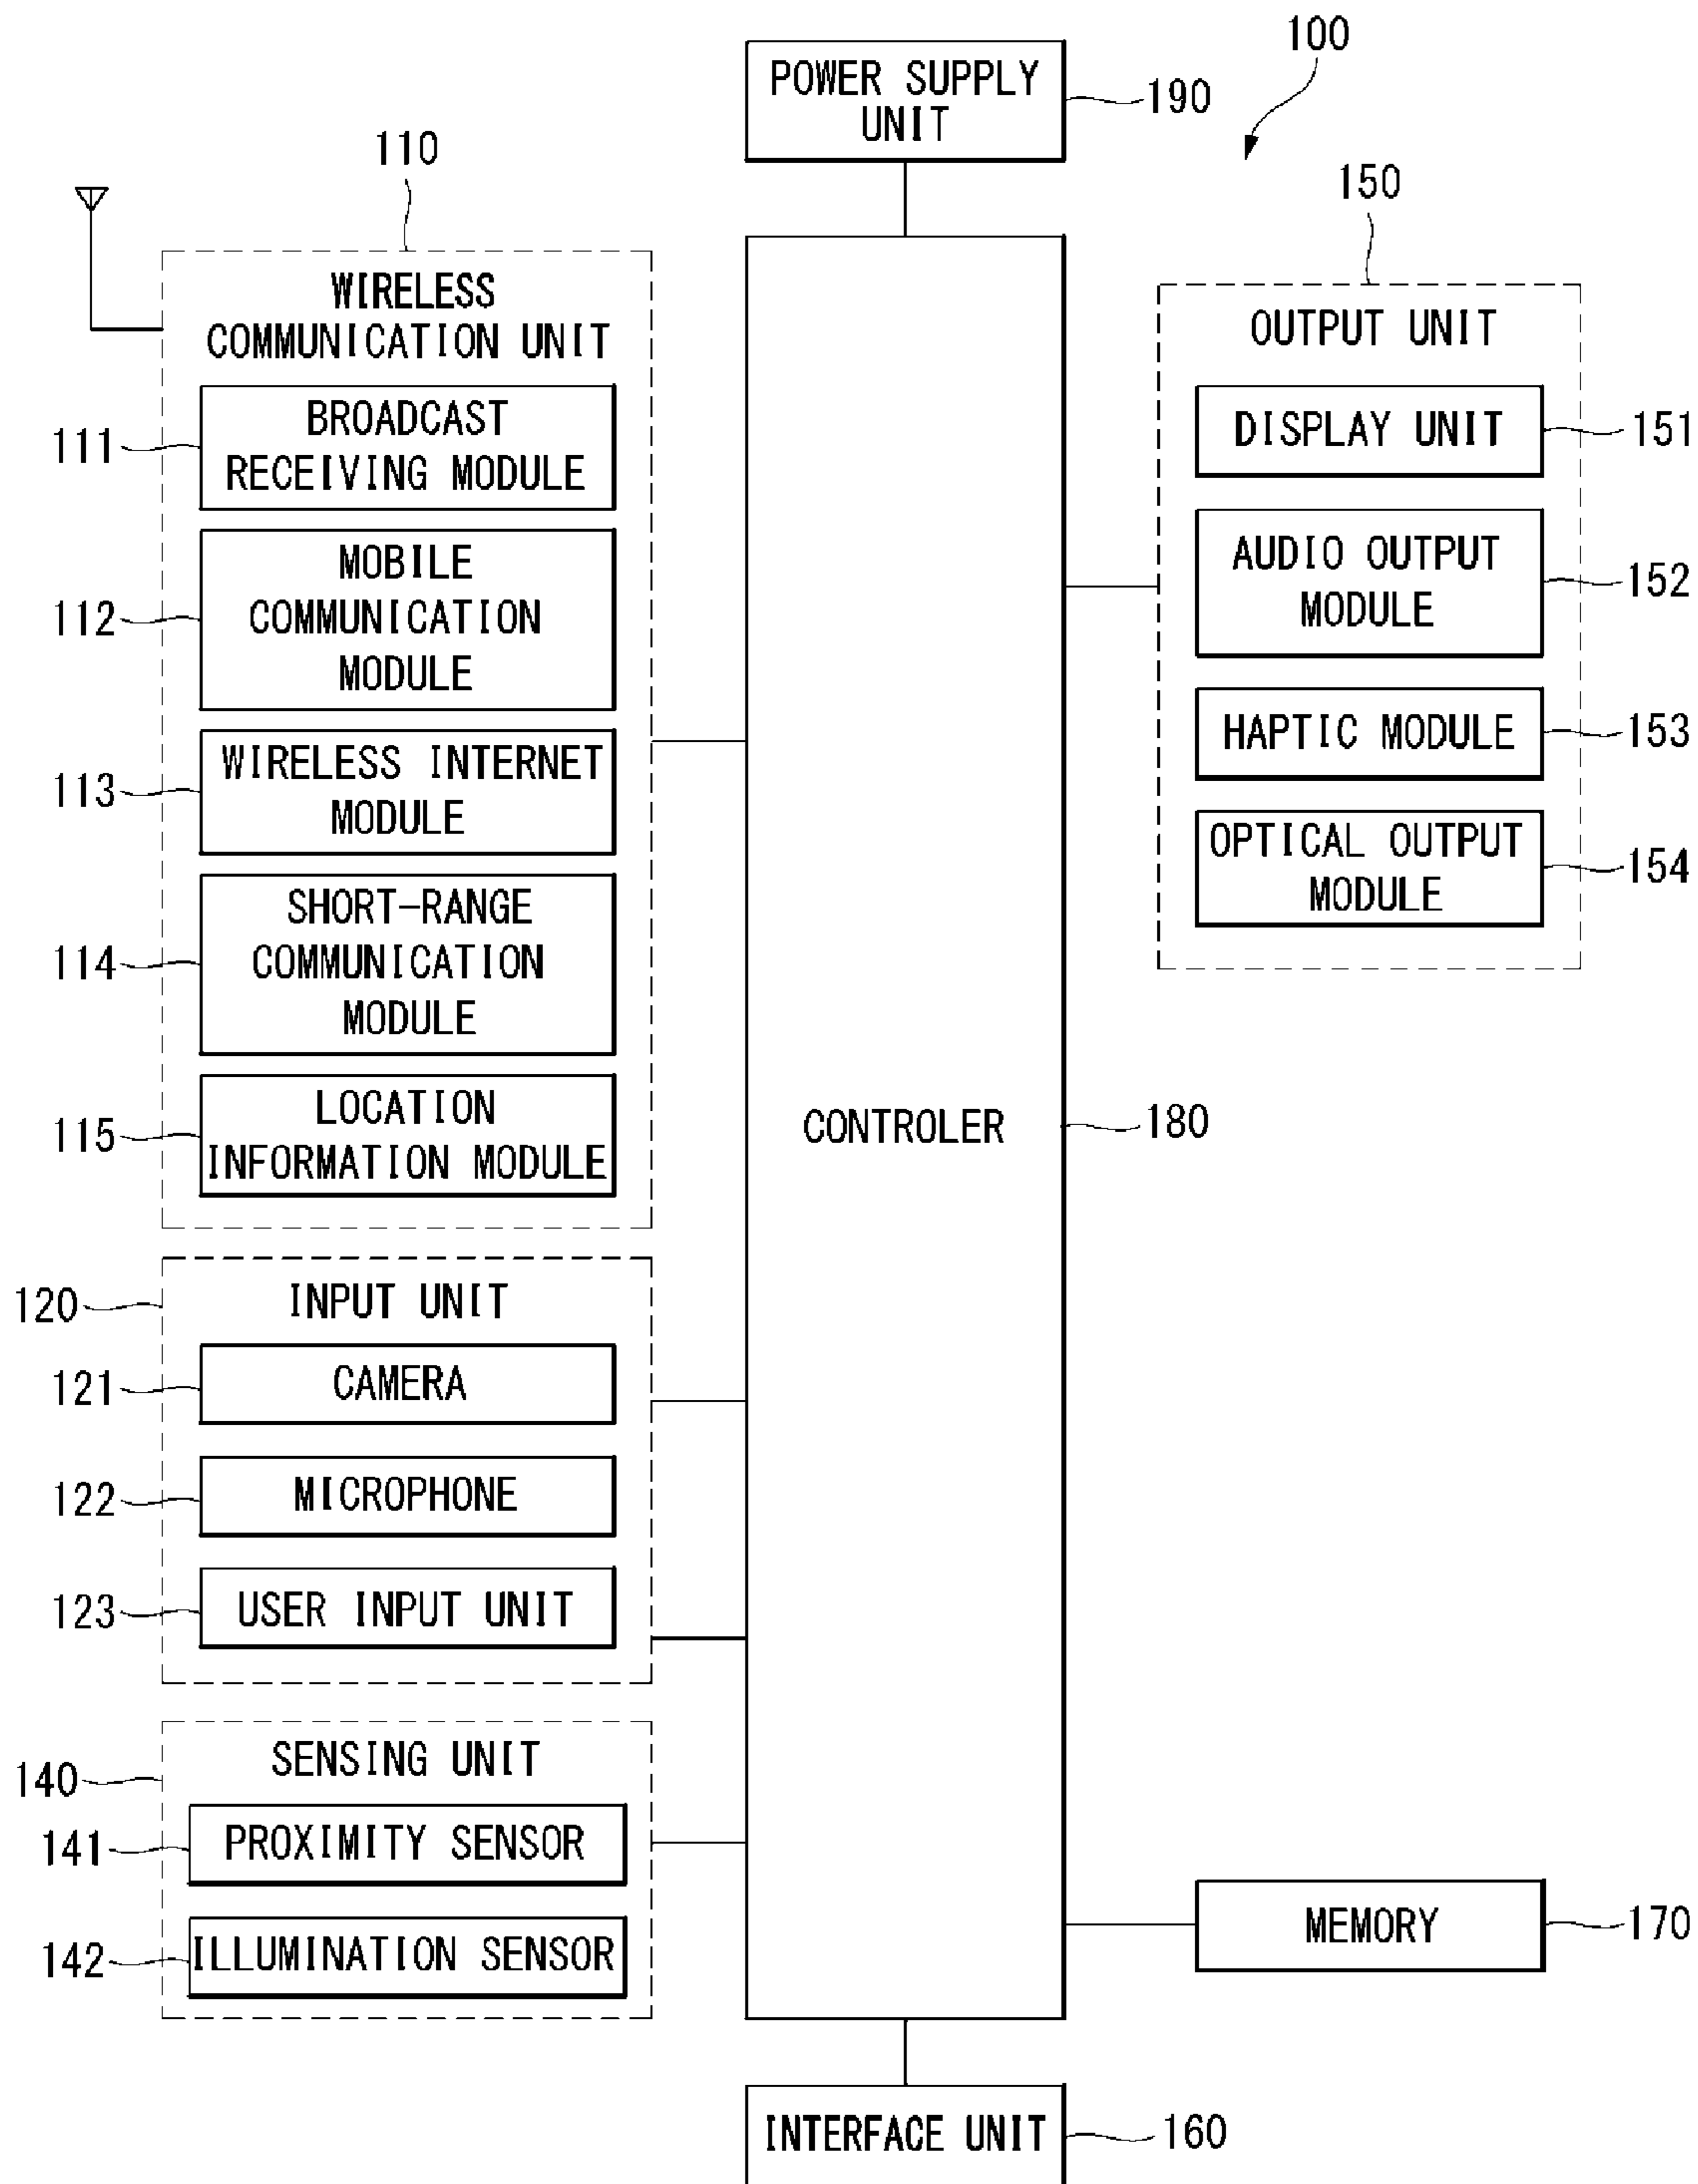 100
POWER SUPPLY
UNIT
190
110
WIRELESS
COMMUNICATION UNIT
BROADCAST
RECEIVING MODULE
111
MOBILE
COMMUNICATION
MODULE
112
WIRELESS INTERNET
MODULE
113
SHORT-RANGE
COMMUNICATION
MODULE
114
LOCATION
INFORMATION MODULE
115
120
INPUT UNIT
121
CAMERA
122
MICROPHONE
123
USER INPUT UNIT
140
SENSING UNIT
141
PROXIMITY SENSOR
142
ILLUMINATION SENSOR
CONTROLER
180
150
OUTPUT UNIT
DISPLAY UNIT
151
AUDIO OUTPUT
MODULE
152
HAPTIC MODULE
153
OPTICAL OUTPUT
MODULE
154
MEMORY
170
INTERFACE UNIT
160